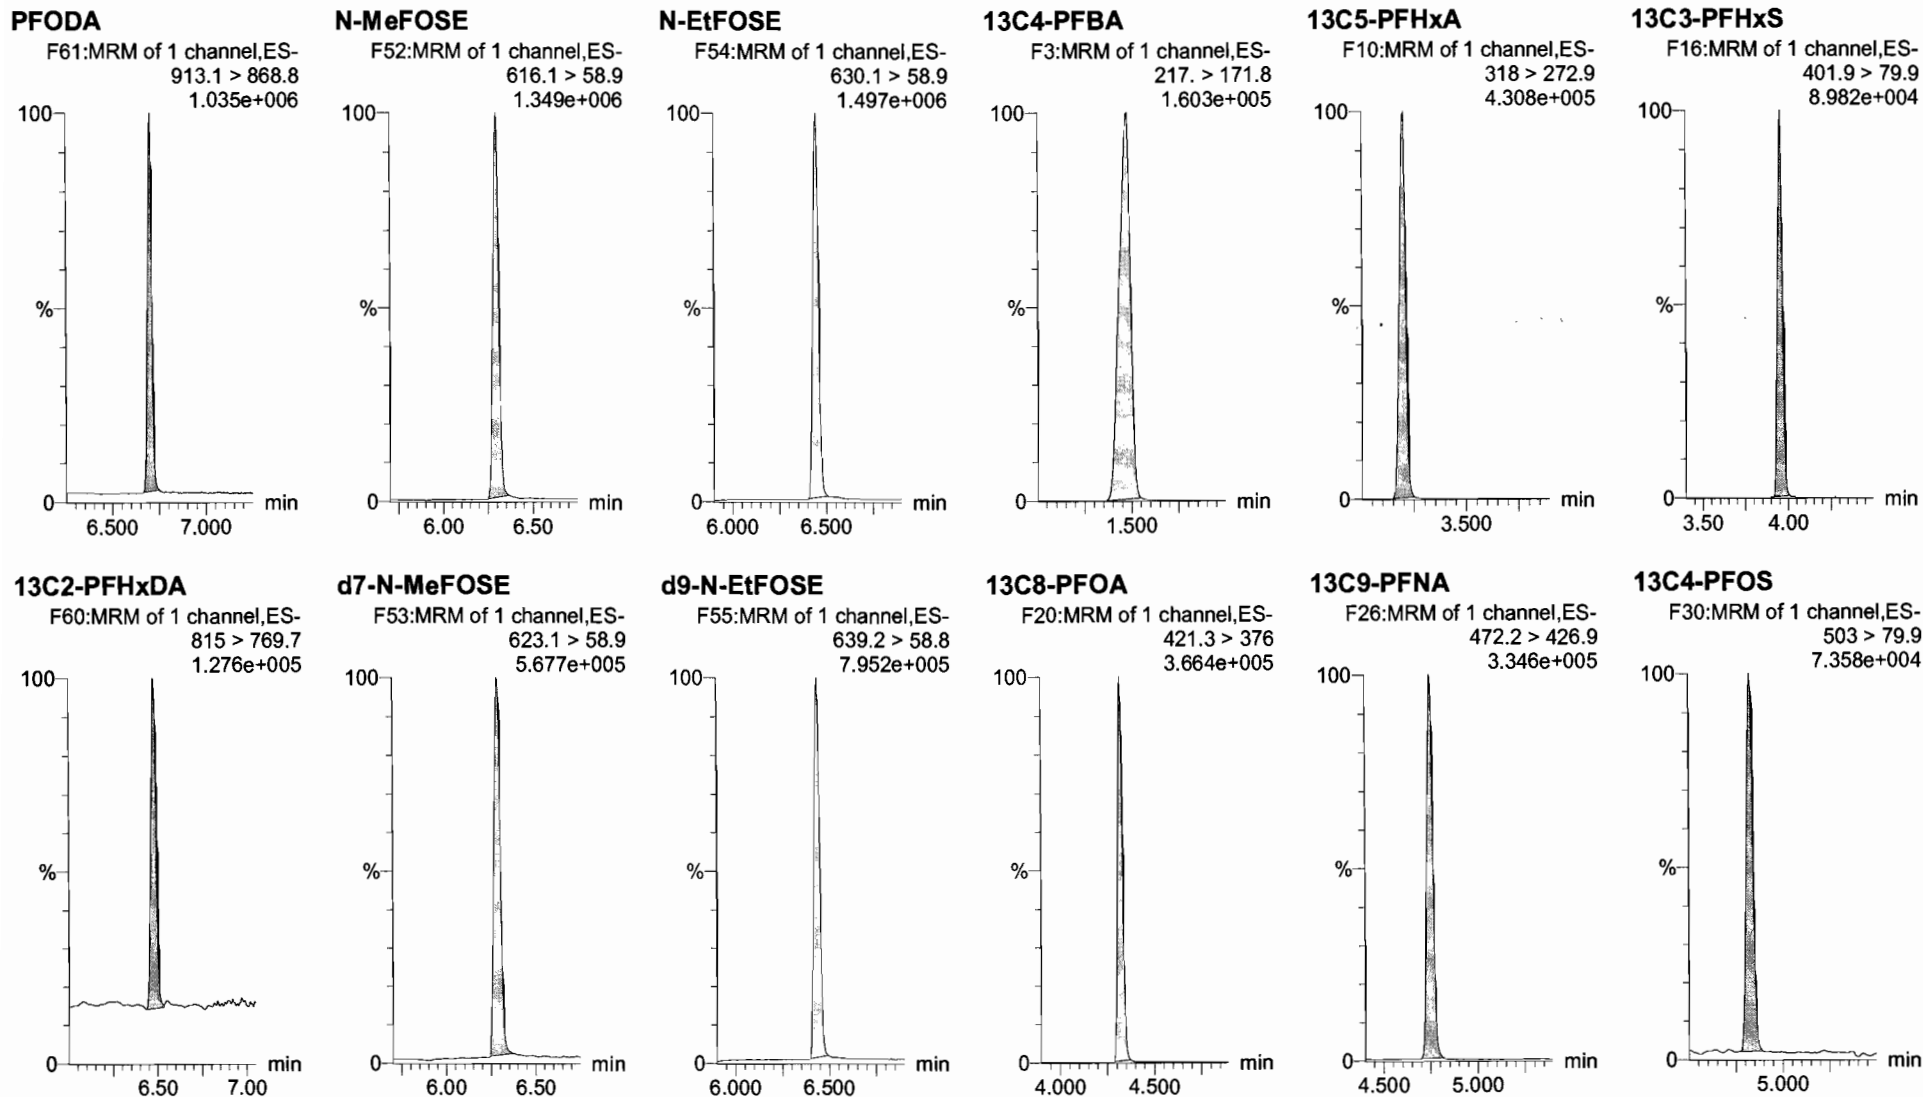 PFODA
F61:MRM of 1 channel,ES-
913.1 > 868.8
1.035e+006
100
%
0
min
6.500 7.000
N-MeFOSE
F52:MRM of 1 channel,ES-
616.1 > 58.9
1.349e+006
100
%
0
min
6.00 6.50
N-EtFOSE
F54:MRM of 1 channel,ES-
630.1 > 58.9
1.497e+006
100
%
0
min
6.000 6.500
13C4-PFBA
F3:MRM of 1 channel,ES-
217. > 171.8
1.603e+005
100
%
0
min
1.500
13C5-PFHxA
F10:MRM of 1 channel,ES-
318 > 272.9
4.308e+005
100
%
0
min
3.500
13C3-PFHxS
F16:MRM of 1 channel,ES-
401.9 > 79.9
8.982e+004
100
%
0
min
3.50 4.00
13C2-PFHxDA
F60:MRM of 1 channel,ES-
815 > 769.7
1.276e+005
100
%
0
min
6.50 7.00
d7-N-MeFOSE
F53:MRM of 1 channel,ES-
623.1 > 58.9
5.677e+005
100
%
0
min
6.00 6.50
d9-N-EtFOSE
F55:MRM of 1 channel,ES-
639.2 > 58.8
7.952e+005
100
%
0
min
6.000 6.500
13C8-PFOA
F20:MRM of 1 channel,ES-
421.3 > 376
3.664e+005
100
%
0
min
4.000 4.500
13C9-PFNA
F26:MRM of 1 channel,ES-
472.2 > 426.9
3.346e+005
100
%
0
min
4.500 5.000
13C4-PFOS
F30:MRM of 1 channel,ES-
503 > 79.9
7.358e+004
100
%
0
min
5.000